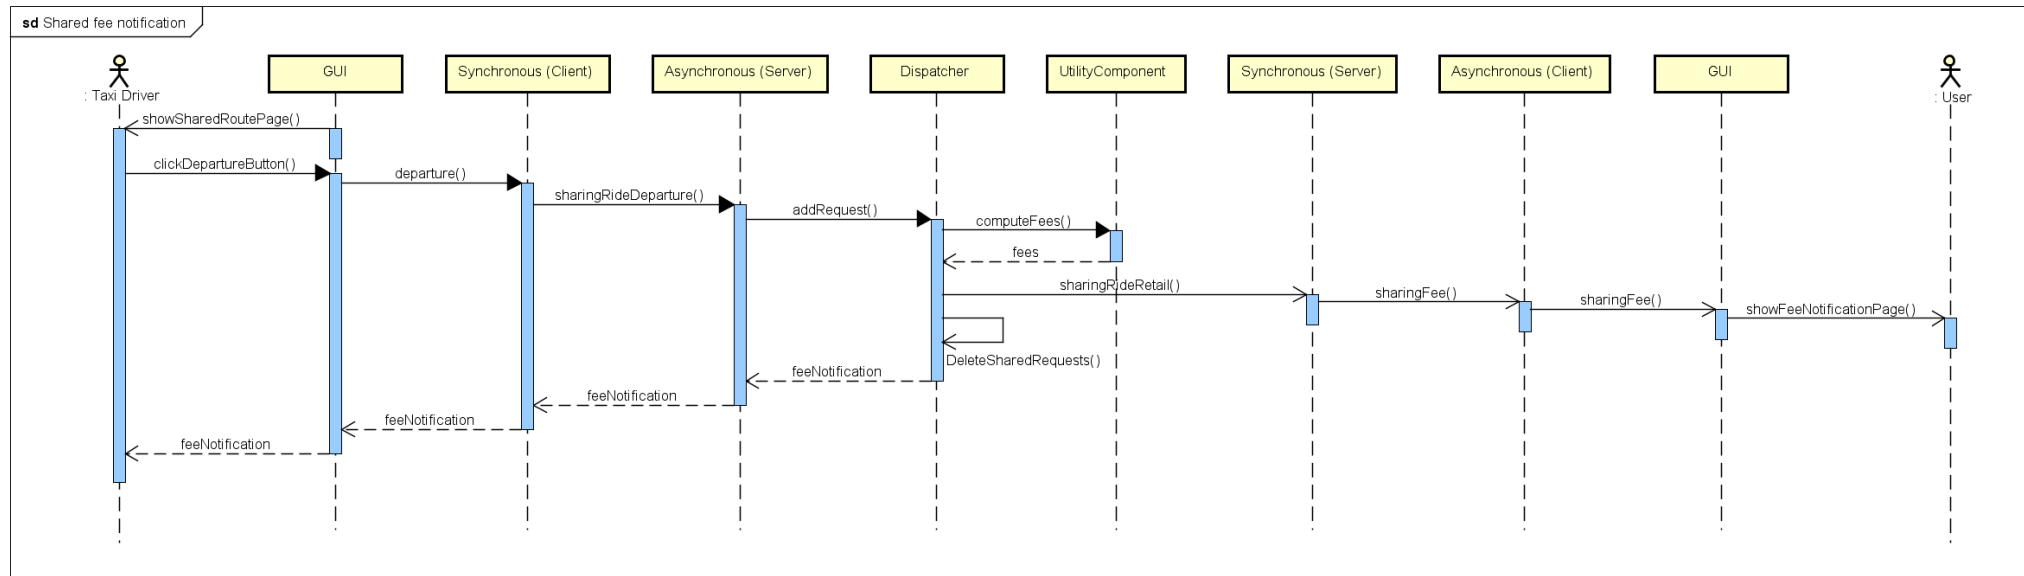 sd Shared fee notification
GUI
Synchronous (Client)
Asynchronous (Server)
Dispatcher
UtilityComponent
Synchronous (Server)
Asynchronous (Client)
GUI
: Taxi Driver
: User
showSharedRoutePage()
clickDepartureButton()
departure()
sharingRideDeparture()
addRequest()
computeFees()
fees
sharingRideRetail()
sharingFee()
sharingFee()
showFeeNotificationPage()
DeleteSharedRequests()
feeNotification
feeNotification
feeNotification
feeNotification